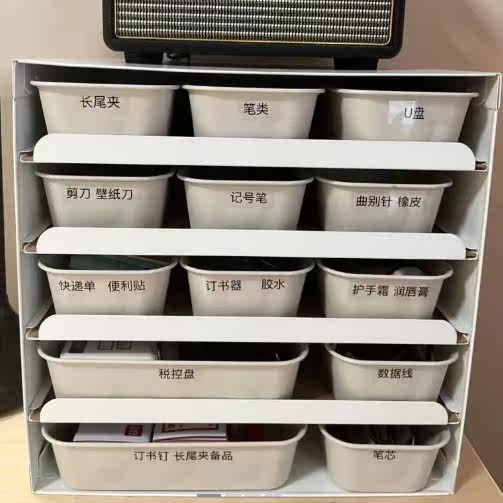 长尾夹
笔类
U盘
剪刀 壁纸刀
记号笔
曲别针 橡皮
快递单 便利贴
订书器 胶水
护手霜 润唇膏
税控盘
数据线
订书钉 长尾夹备品
笔芯